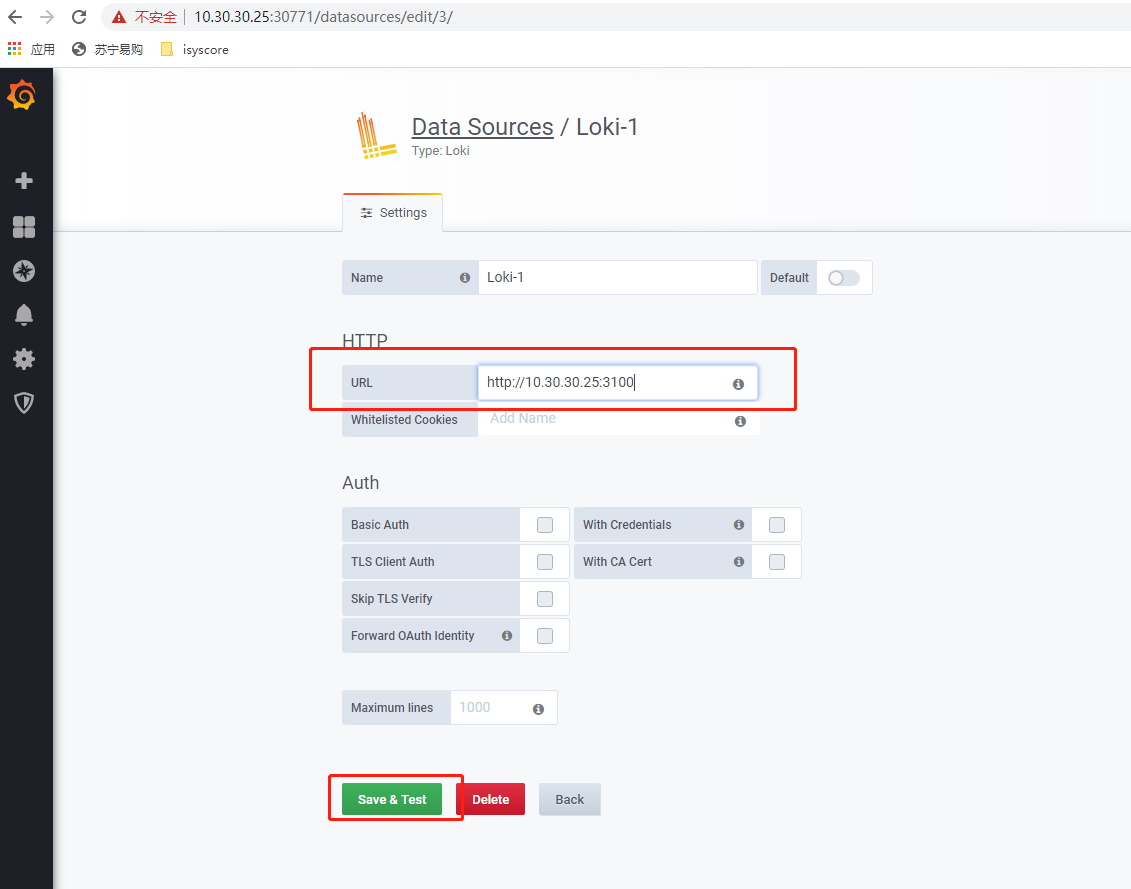 不安全 10.30.30.25:30771/datasources/edit/3/
应用 苏宁易购 isyscore
Data Sources / Loki-1
Type: Loki
Settings
Name Loki-1 Default
HTTP
URL http://10.30.30.25:3100
Whitelisted Cookies Add Name
Auth
Basic Auth With Credentials
TLS Client Auth With CA Cert
Skip TLS Verify
Forward OAuth Identity
Maximum lines 1000
Save & Test Delete Back